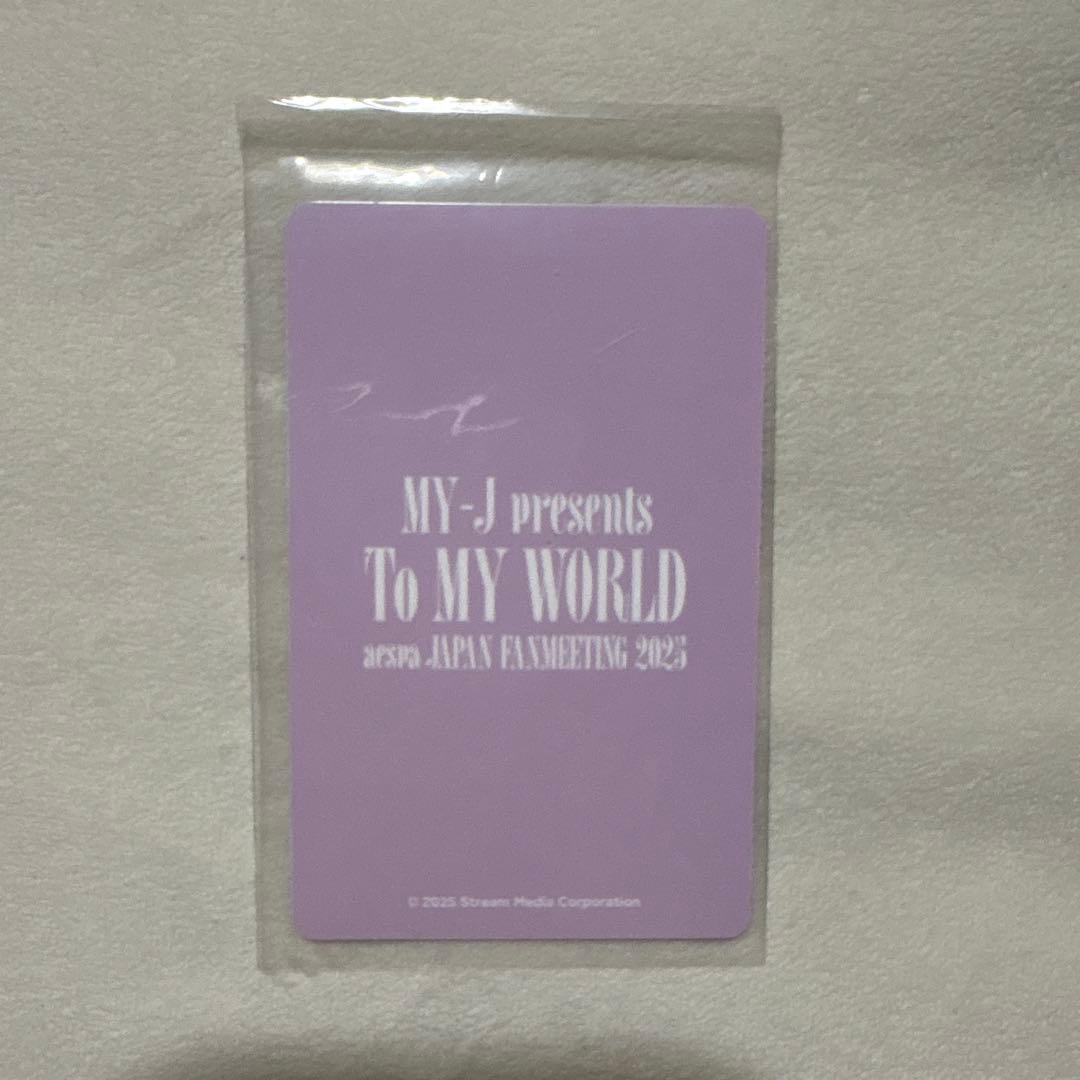 MY-J presents
To MY WORLD
aespa JAPAN FANMEETING 2025
© 2025 Stream Media Corporation